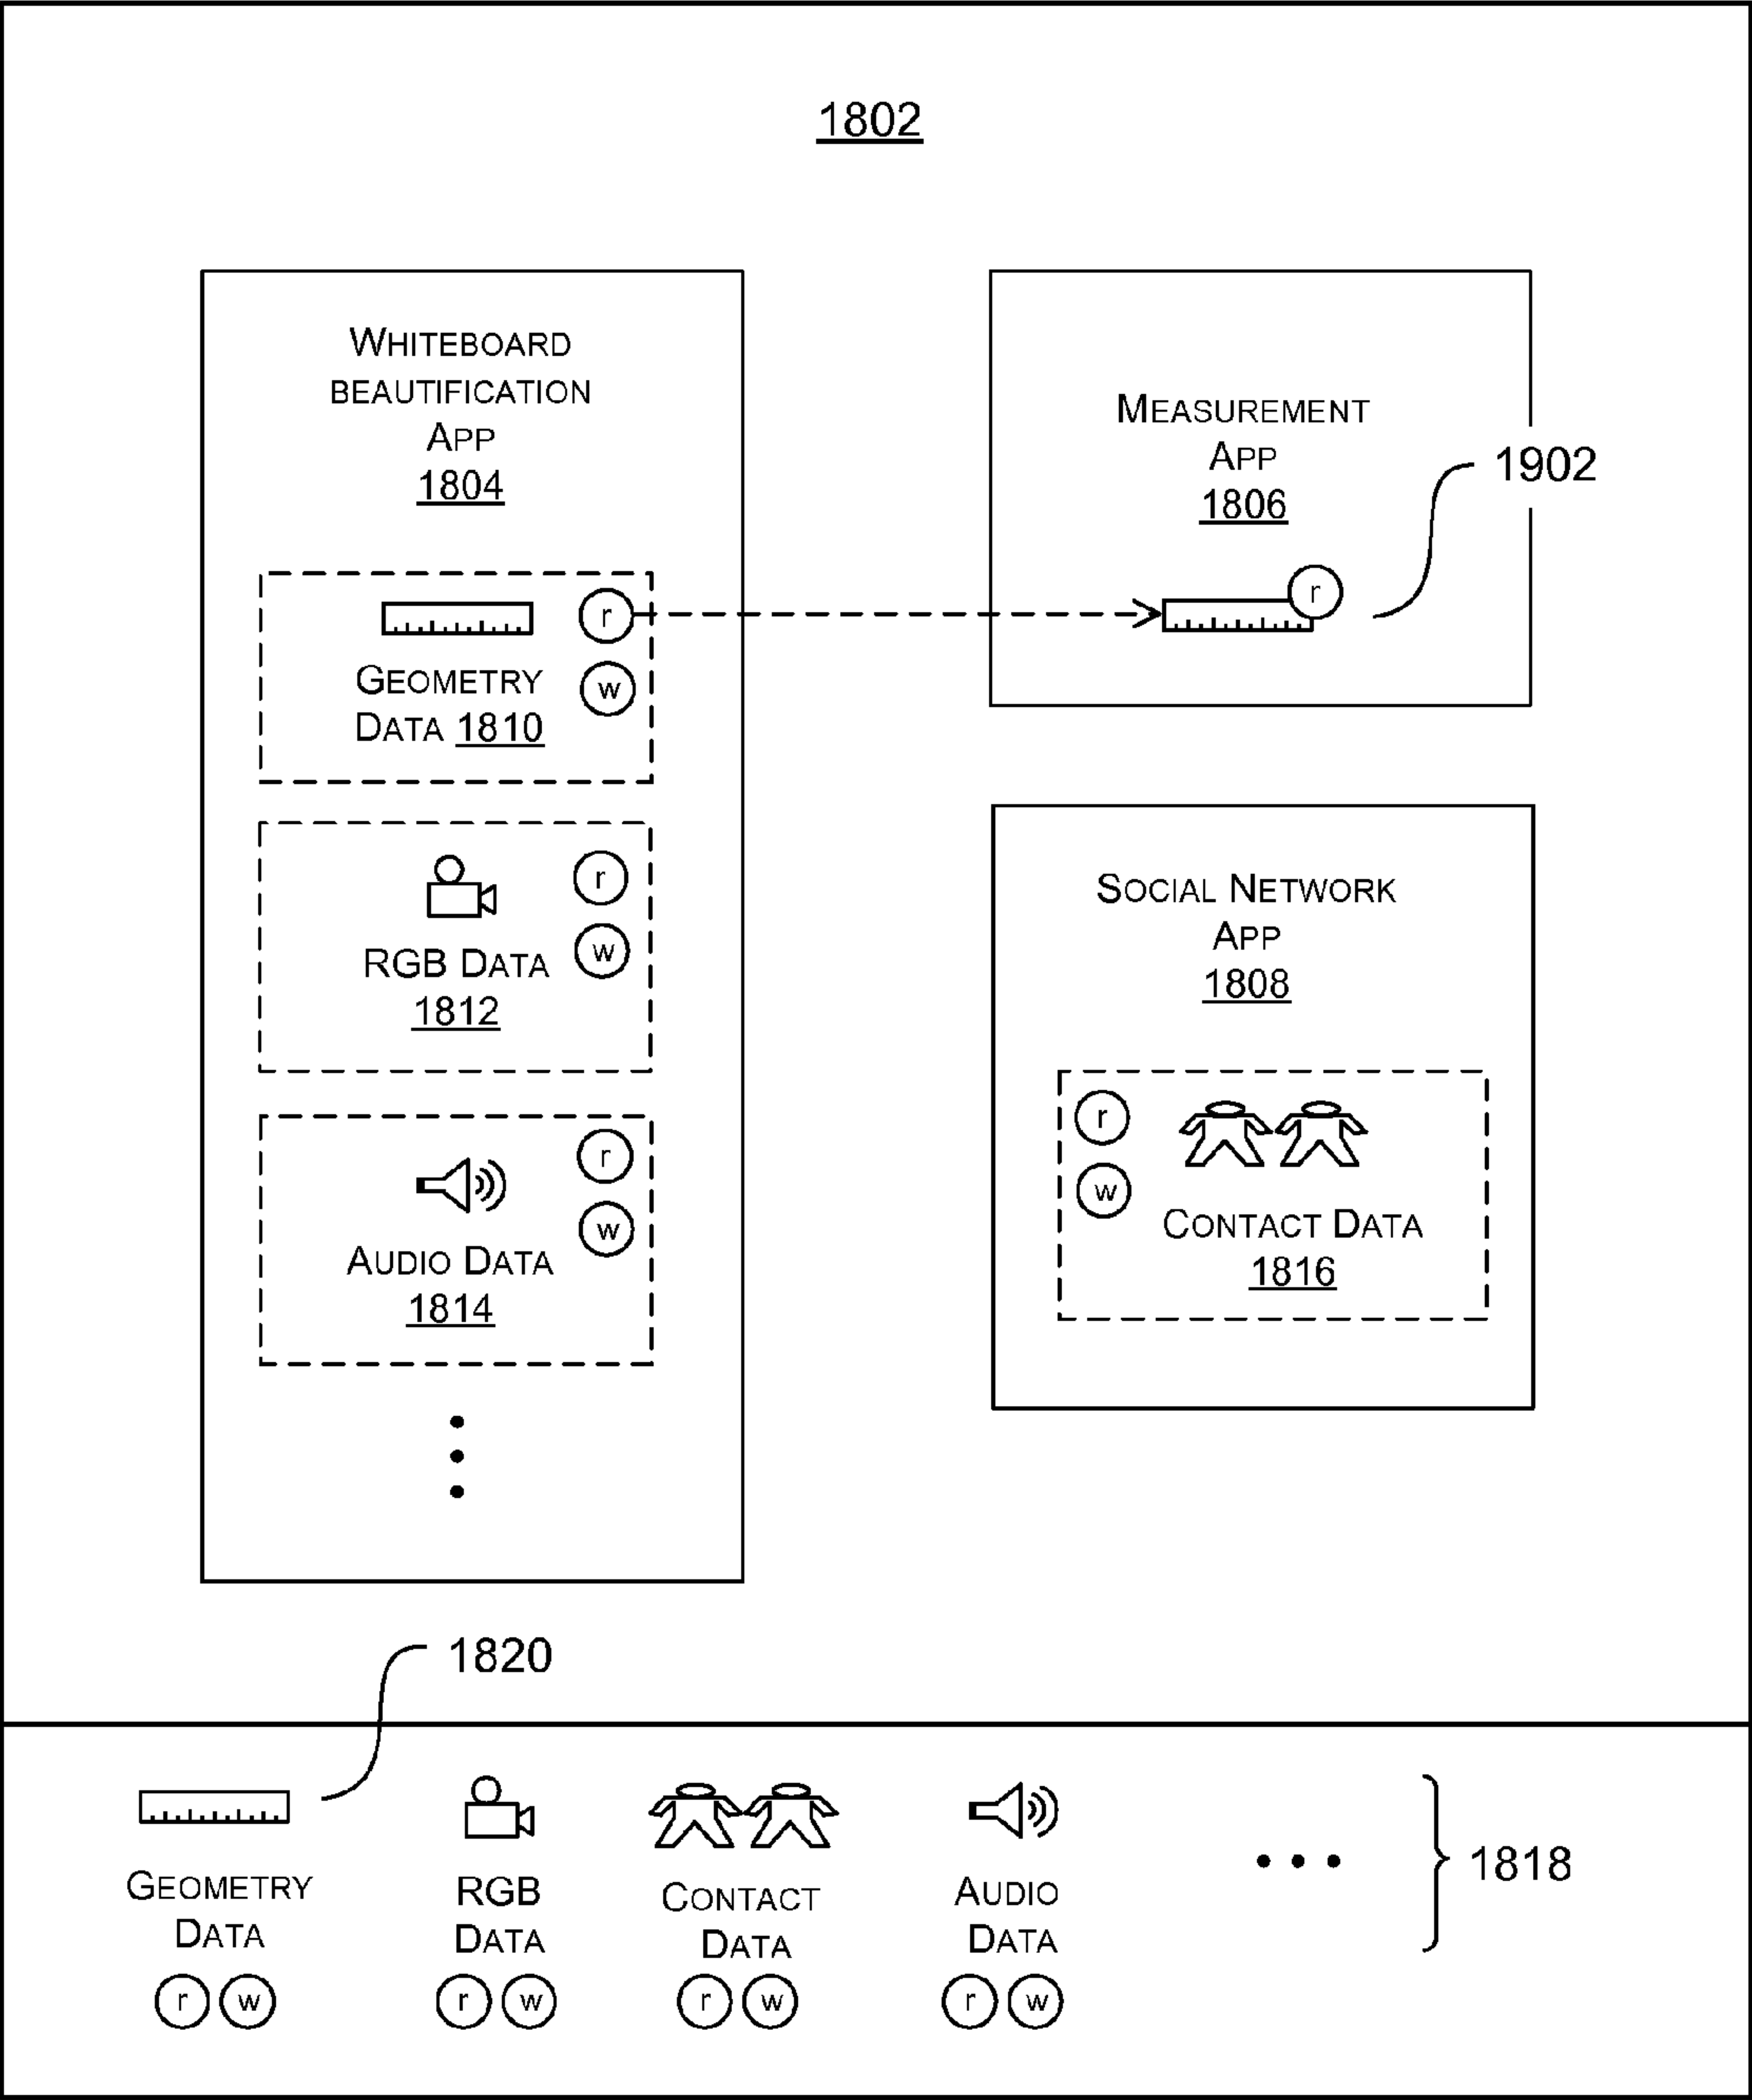 1802
WHITEBOARD
BEAUTIFICATION
APP
1804
r
GEOMETRY
w
DATA 1810
r
RGB DATA
w
1812
r
w
AUDIO DATA
1814
MEASUREMENT
APP
1806
1902
r
SOCIAL NETWORK
APP
1808
r
w
CONTACT DATA
1816
1820
GEOMETRY
DATA
r w
RGB
DATA
r w
CONTACT
DATA
r w
AUDIO
DATA
r w
1818